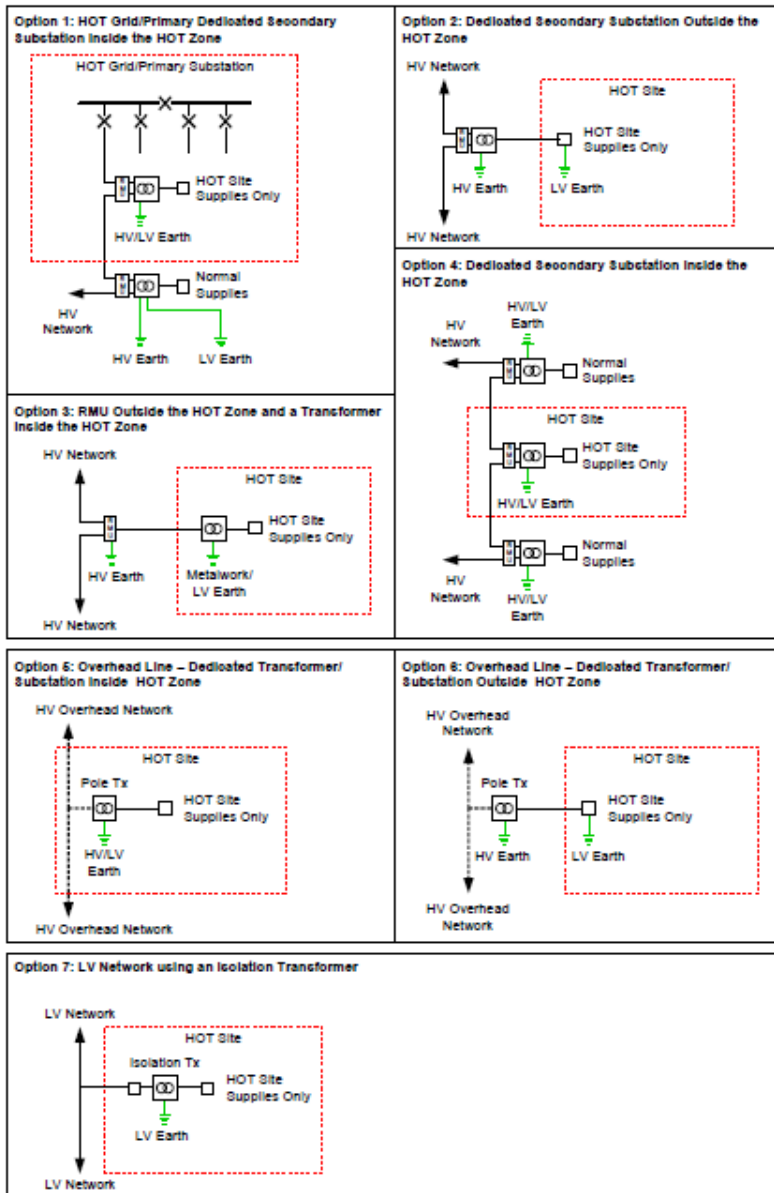 Option 1: HOT Grid/Primary Dedicated Secondary
Substation Inside the HOT Zone
HOT Grid/Primary Substation
RMU
HOT Site
Supplies Only
HV/LV Earth
RMU
Normal
Supplies
HV
Network
HV Earth
LV Earth
Option 2: Dedicated Secondary Substation Outside the
HOT Zone
HV Network
HOT Site
RMU
HOT Site
Supplies Only
HV Earth
LV Earth
HV Network
Option 3: RMU Outside the HOT Zone and a Transformer
Inside the HOT Zone
HV Network
HOT Site
RMU
HOT Site
Supplies Only
HV Earth
Metalwork/
LV Earth
HV Network
Option 4: Dedicated Secondary Substation Inside the
HOT Zone
HV/LV
Earth
HV
Network
RMU
Normal
Supplies
HOT Site
RMU
HOT Site
Supplies Only
HV/LV Earth
RMU
Normal
Supplies
HV
Network
HV/LV
Earth
Option 5: Overhead Line – Dedicated Transformer/
Substation Inside HOT Zone
HV Overhead Network
HOT Site
Pole Tx
HOT Site
Supplies Only
HV/LV
Earth
HV Overhead Network
Option 6: Overhead Line – Dedicated Transformer/
Substation Outside HOT Zone
HV Overhead
Network
HOT Site
Pole Tx
HOT Site
Supplies Only
HV Earth
LV Earth
HV Overhead
Network
Option 7: LV Network using an Isolation Transformer
LV Network
HOT Site
Isolation Tx
HOT Site
Supplies Only
LV Earth
LV Network